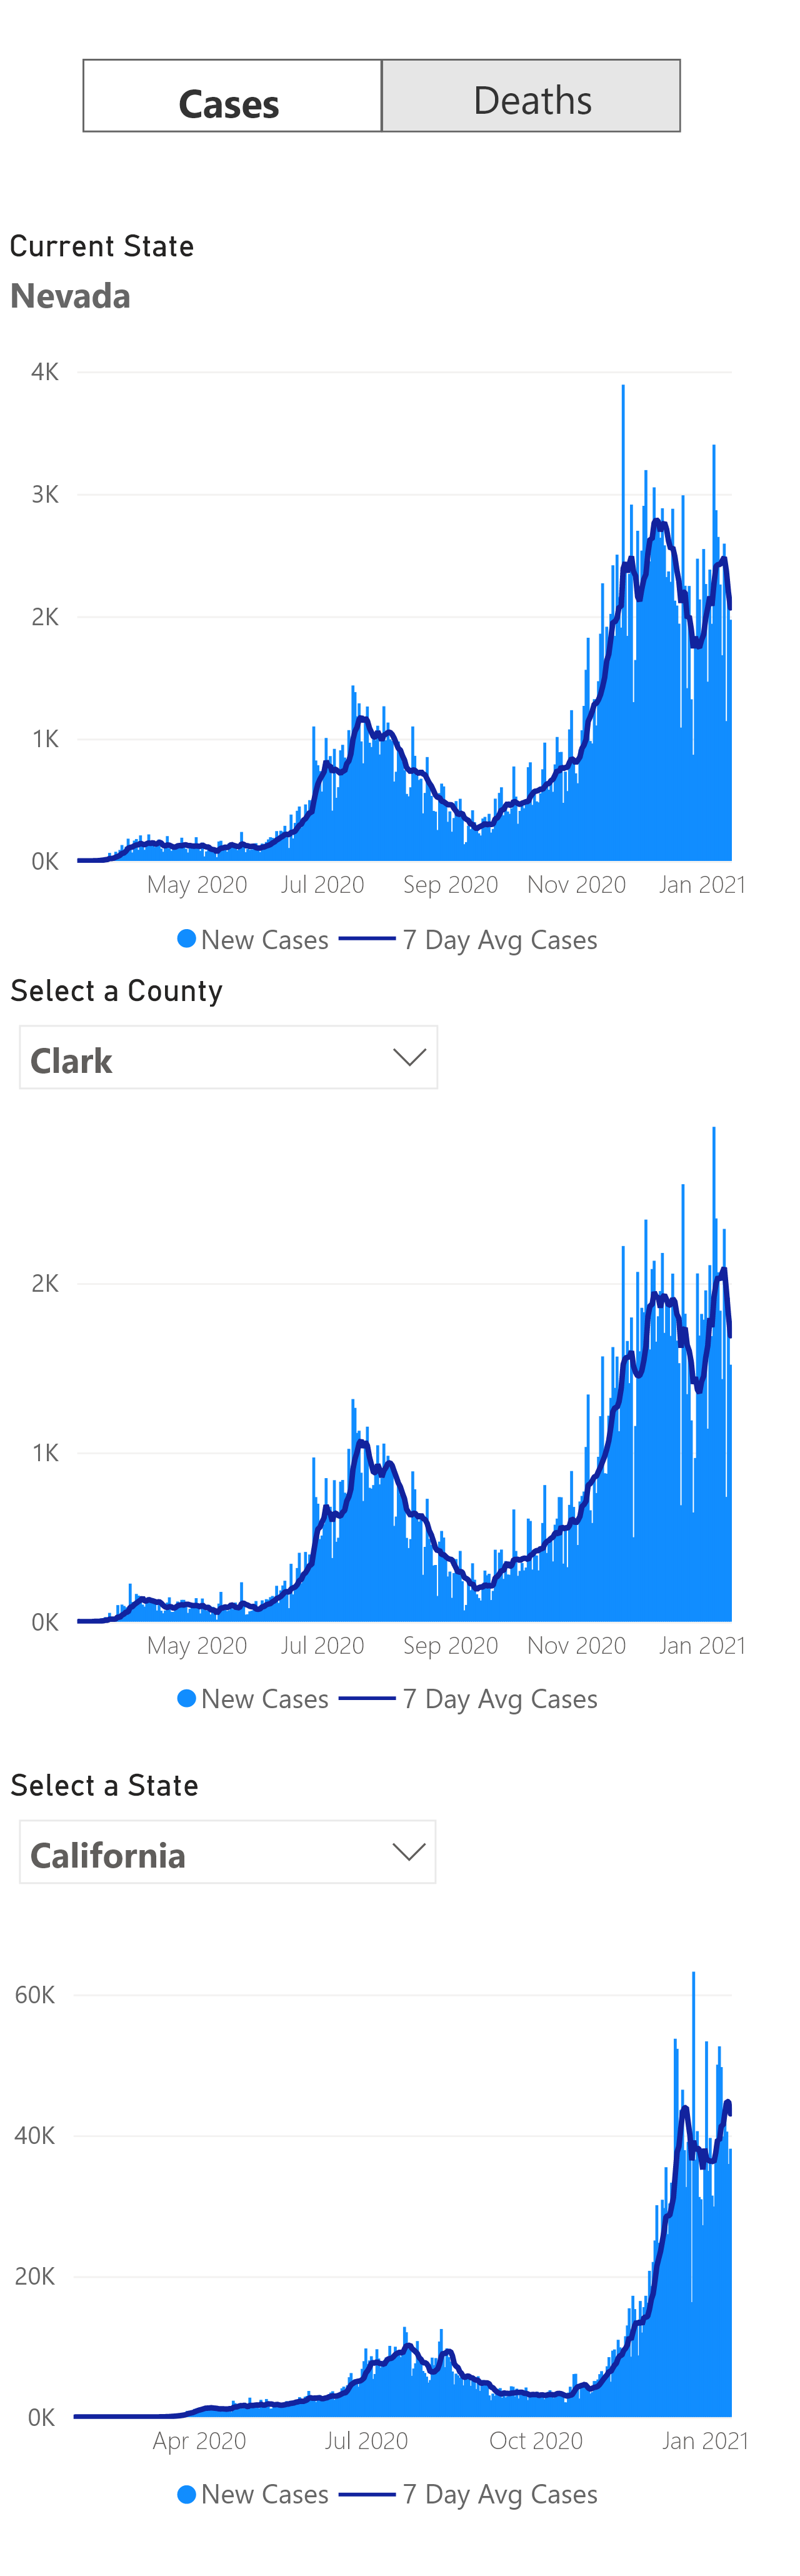 Cases Deaths
Current State
Nevada
4K
3K
2K
1K
0K
May 2020 Jul 2020 Sep 2020 Nov 2020 Jan 2021
New Cases 7 Day Avg Cases
Select a County
Clark
2K
1K
0K
May 2020 Jul 2020 Sep 2020 Nov 2020 Jan 2021
New Cases 7 Day Avg Cases
Select a State
California
60K
40K
20K
0K
Apr 2020 Jul 2020 Oct 2020 Jan 2021
New Cases 7 Day Avg Cases